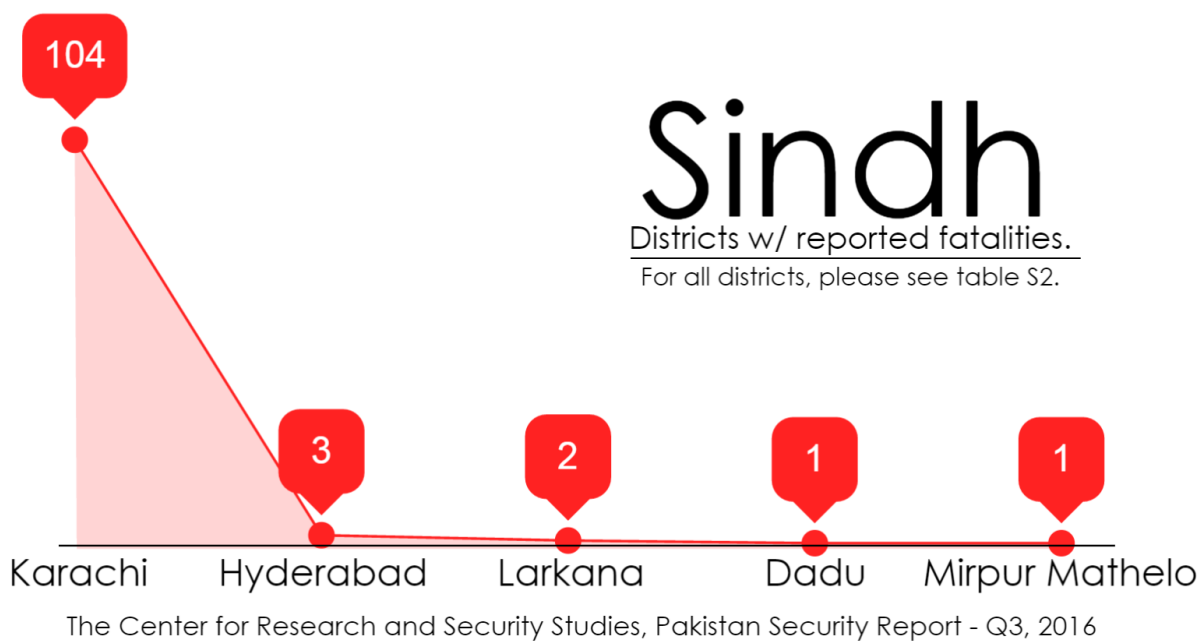 104
Sindh
Districts w/ reported fatalities.
For all districts, please see table S2.
3
2
1
1
Karachi
Hyderabad
Larkana
Dadu
Mirpur Mathelo
The Center for Research and Security Studies, Pakistan Security Report - Q3, 2016